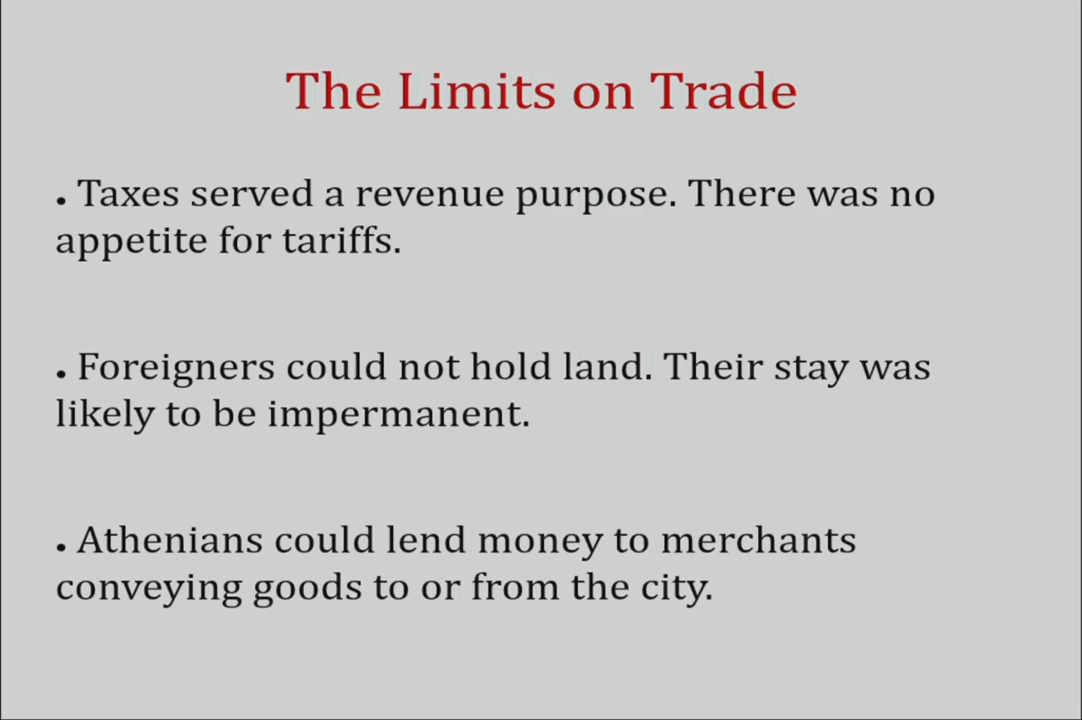 The Limits on Trade
. Taxes served a revenue purpose. There was no
appetite for tariffs.
. Foreigners could not hold land. Their stay was
likely to be impermanent.
. Athenians could lend money to merchants
conveying goods to or from the city.